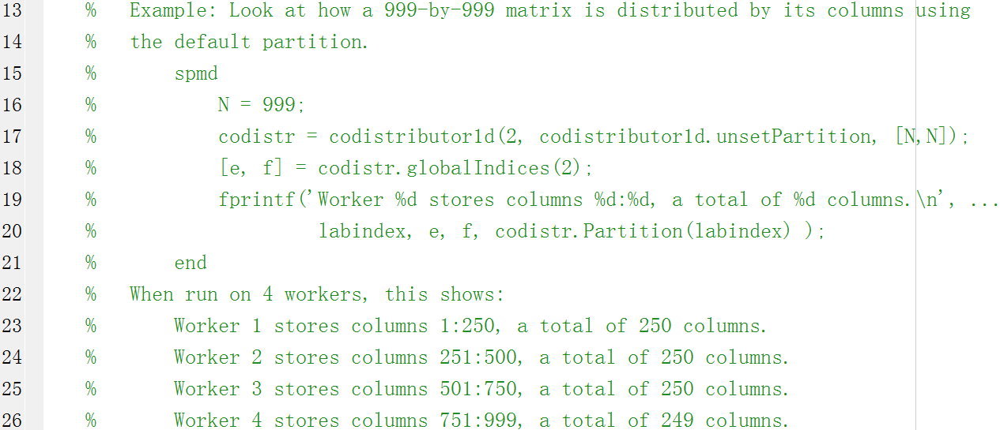 13 %   Example: Look at how a 999-by-999 matrix is distributed by its columns using
14 %   the default partition.
15 %       spmd
16 %           N = 999;
17 %           codistr = codistributor1d(2, codistributor1d.unsetPartition, [N,N]);
18 %           [e, f] = codistr.globalIndices(2);
19 %           fprintf('Worker %d stores columns %d:%d, a total of %d columns.\n', ...
20 %                    labindex, e, f, codistr.Partition(labindex) );
21 %       end
22 %   When run on 4 workers, this shows:
23 %       Worker 1 stores columns 1:250, a total of 250 columns.
24 %       Worker 2 stores columns 251:500, a total of 250 columns.
25 %       Worker 3 stores columns 501:750, a total of 250 columns.
26 %       Worker 4 stores columns 751:999, a total of 249 columns.